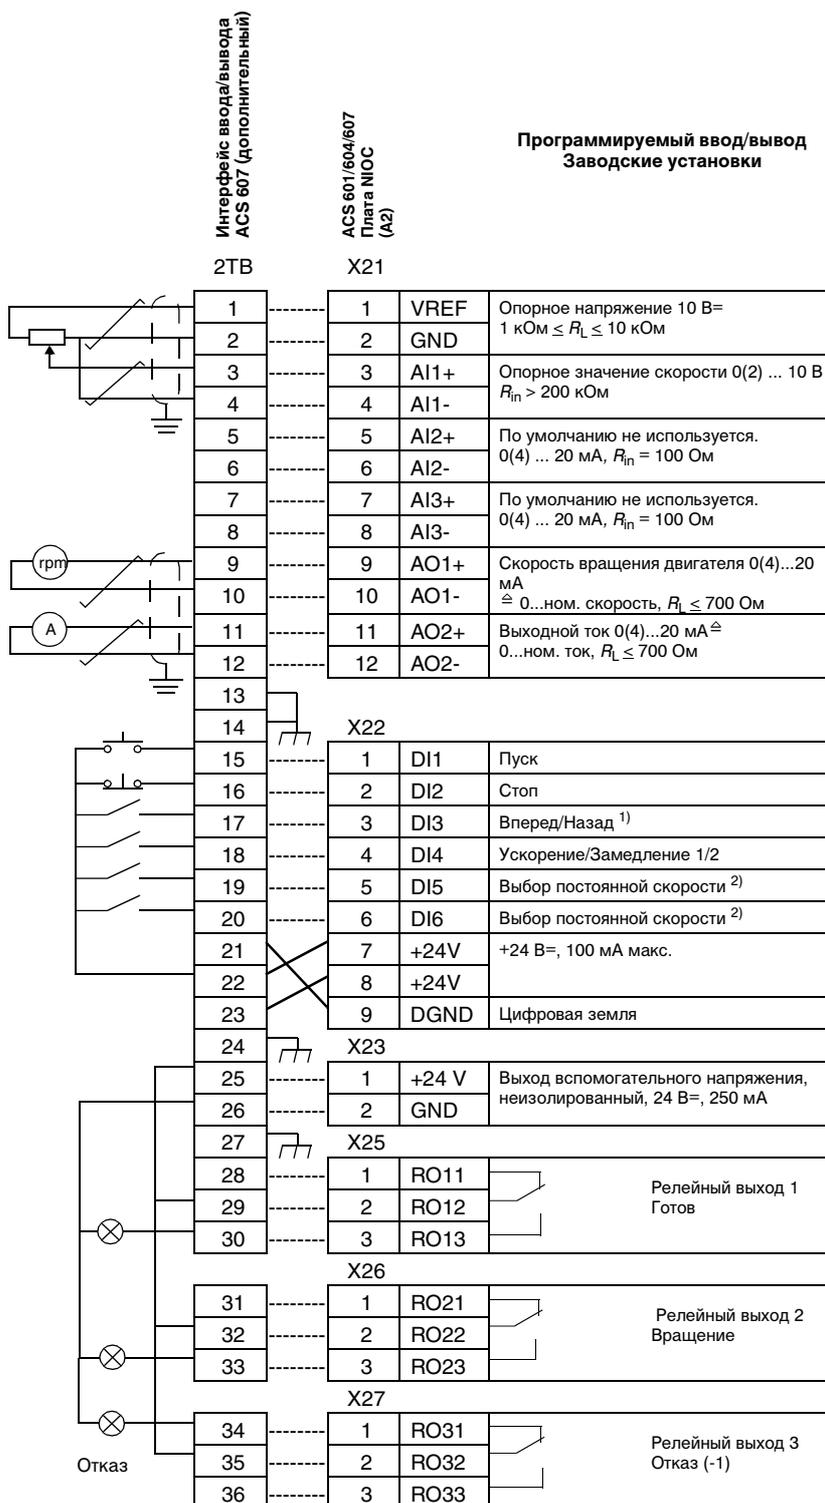 Интерфейс ввода/вывода
ACS 607 (дополнительный)
ACS 601/604/607
Плата NIOC
(A2)
Программируемый ввод/вывод
Заводские установки
2TB X21
1 1 VREF Опорное напряжение 10 В=
1 кОм ≤ RL ≤ 10 кОм
2 2 GND
3 3 AI1+ Опорное значение скорости 0(2) ... 10 В
Rin > 200 кОм
4 4 AI1-
5 5 AI2+ По умолчанию не используется.
0(4) ... 20 мА, Rin = 100 Ом
6 6 AI2-
7 7 AI3+ По умолчанию не используется.
0(4) ... 20 мА, Rin = 100 Ом
8 8 AI3-
rpm 9 9 AO1+ Скорость вращения двигателя 0(4)...20
мА
10 10 AO1- ≙ 0...ном. скорость, RL ≤ 700 Ом
A 11 11 AO2+ Выходной ток 0(4)...20 мА ≙
0...ном. ток, RL ≤ 700 Ом
12 12 AO2-
13
14 X22
15 1 DI1 Пуск
16 2 DI2 Стоп
17 3 DI3 Вперед/Назад 1)
18 4 DI4 Ускорение/Замедление 1/2
19 5 DI5 Выбор постоянной скорости 2)
20 6 DI6 Выбор постоянной скорости 2)
21 7 +24V +24 В=, 100 мА макс.
22 8 +24V
23 9 DGND Цифровая земля
24 X23
25 1 +24 V Выход вспомогательного напряжения,
неизолированный, 24 В=, 250 мА
26 2 GND
27 X25
28 1 RO11 Релейный выход 1
29 2 RO12 Готов
30 3 RO13
X26
31 1 RO21 Релейный выход 2
32 2 RO22 Вращение
33 3 RO23
X27
34 1 RO31 Релейный выход 3
Отказ 35 2 RO32 Отказ (-1)
36 3 RO33